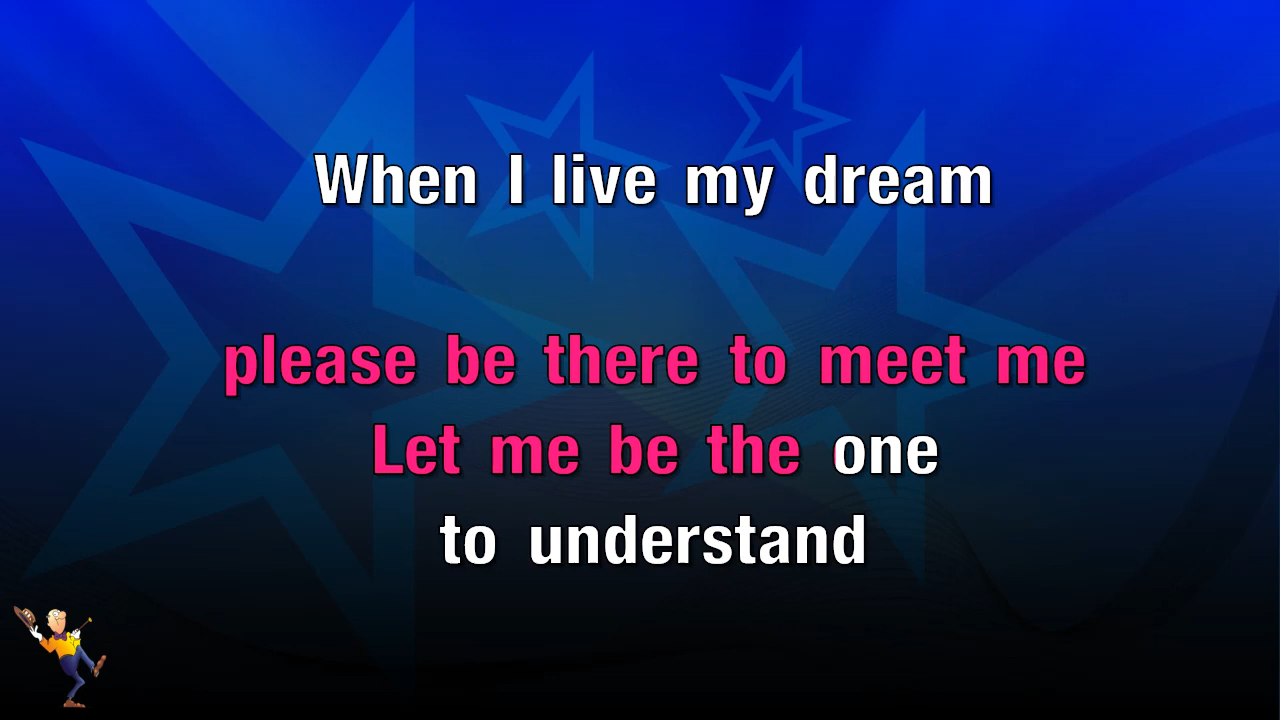 When I live my dream
please be there to meet me
Let me be the one
to understand